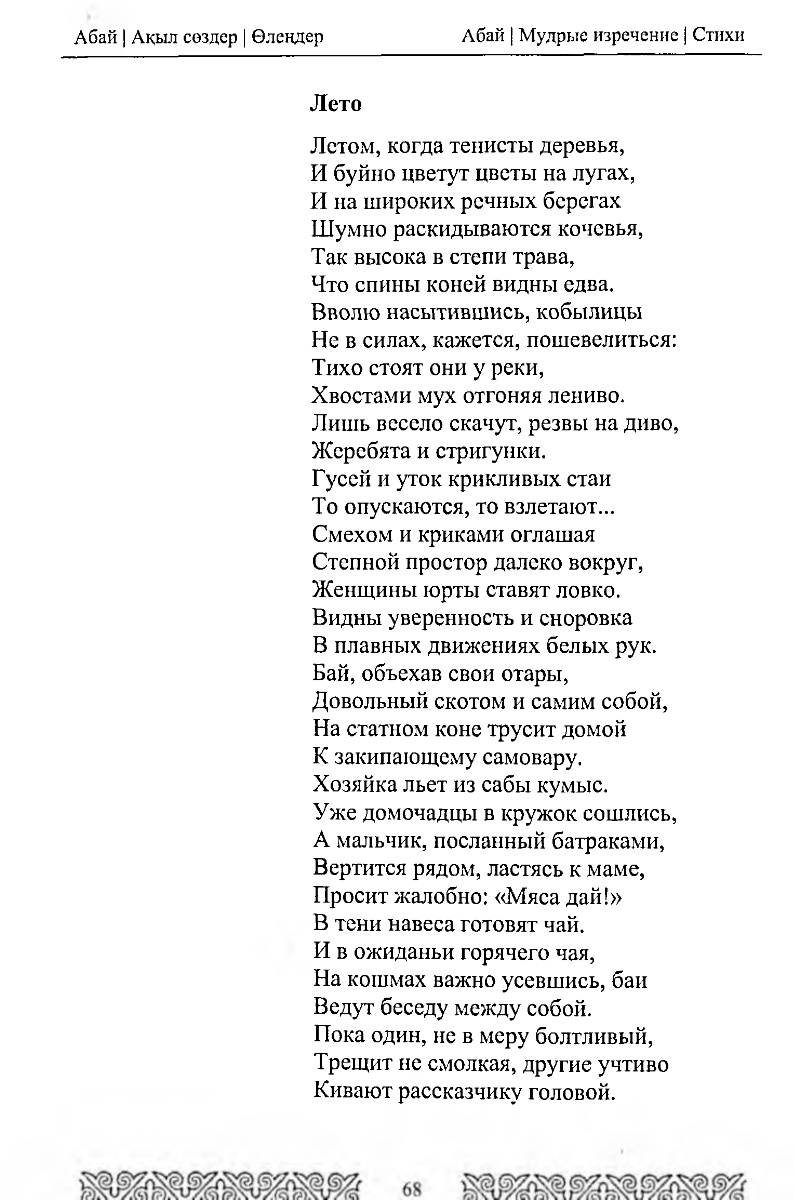 Абай | Ақыл сөздер | Өлеңдер
Абай | Мудрые изречение | Стихи
Лето
Летом, когда тенисты деревья,
И буйно цветут цветы на лугах,
И на широких речных берегах
Шумно раскидываются кочевья,
Так высока в степи трава,
Что спины коней видны едва.
Вволю насытившись, кобылицы
Не в силах, кажется, пошевелиться:
Тихо стоят они у реки,
Хвостами мух отгоняя лениво.
Лишь весело скачут, резвы на диво,
Жеребята и стригунки.
Гусей и уток крикливых стаи
То опускаются, то взлетают...
Смехом и криками оглашая
Степной простор далеко вокруг,
Женщины юрты ставят ловко.
Видны уверенность и сноровка
В плавных движениях белых рук.
Бай, объехав свои отары,
Довольный скотом и самим собой,
На статном коне трусит домой
К закипающему самовару.
Хозяйка льет из сабы кумыс.
Уже домочадцы в кружок сошлись,
А мальчик, посланный батраками,
Вертится рядом, ластясь к маме,
Просит жалобно: «Мяса дай!»
В тени навеса готовят чай.
И в ожиданьи горячего чая,
На кошмах важно усевшись, баи
Ведут беседу между собой.
Пока один, не в меру болтливый,
Трещит не смолкая, другие учтиво
Кивают рассказчику головой.
68